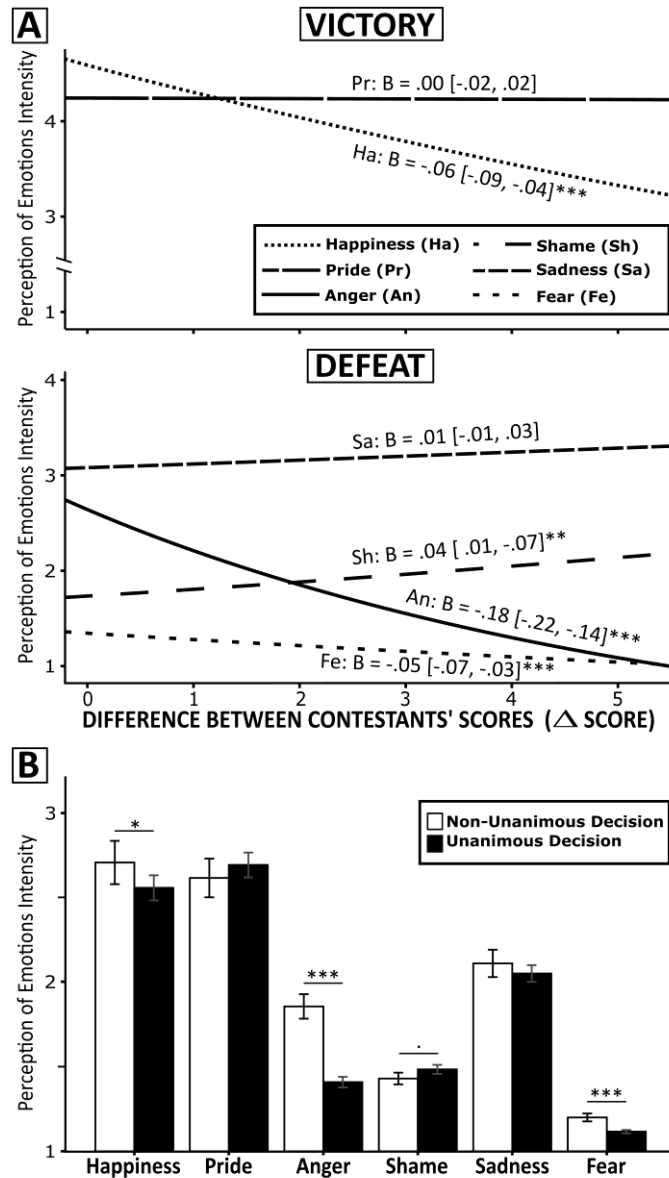 A
VICTORY
Perception of Emotions Intensity
4
3
1
Pr: B = .00 [-.02, .02]
Ha: B = -.06 [-.09, -.04]***
Happiness (Ha)
Pride (Pr)
Anger (An)
Shame (Sh)
Sadness (Sa)
Fear (Fe)
DEFEAT
Perception of Emotions Intensity
4
3
2
1
Sa: B = .01 [-.01, .03]
Sh: B = .04 [ .01, -.07]**
An: B = -.18 [-.22, -.14]***
Fe: B = -.05 [-.07, -.03]***
0 1 2 3 4 5
DIFFERENCE BETWEEN CONTESTANTS' SCORES (△ SCORE)
B
Perception of Emotions Intensity
3
2
1
Non-Unanimous Decision
Unanimous Decision
*
***
.
***
Happiness Pride Anger Shame Sadness Fear